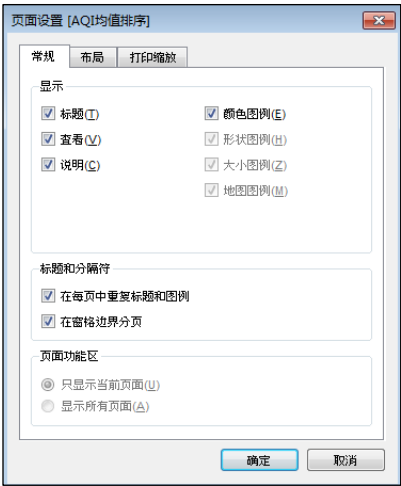 页面设置 [AQI均值排序]
常规 布局 打印缩放
显示
标题(T) 颜色图例(E)
查看(V) 形状图例(H)
说明(C) 大小图例(Z)
地图图例(M)
标题和分隔符
在每页中重复标题和图例
在窗格边界分页
页面功能区
只显示当前页面(U)
显示所有页面(A)
确定 取消